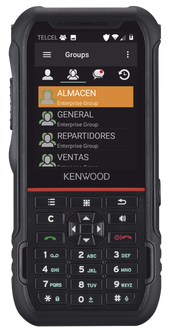 TELCEL
Groups
ALMACEN
Enterprise Group
GENERAL
Enterprise Group
REPARTIDORES
Enterprise Group
VENTAS
Enterprise Group
KENWOOD
C
1
2 ABC
3 DEF
4 GHI
5 JKL
6 MNO
7 PQRS
8 TUV
9 WXYZ
* 0 #